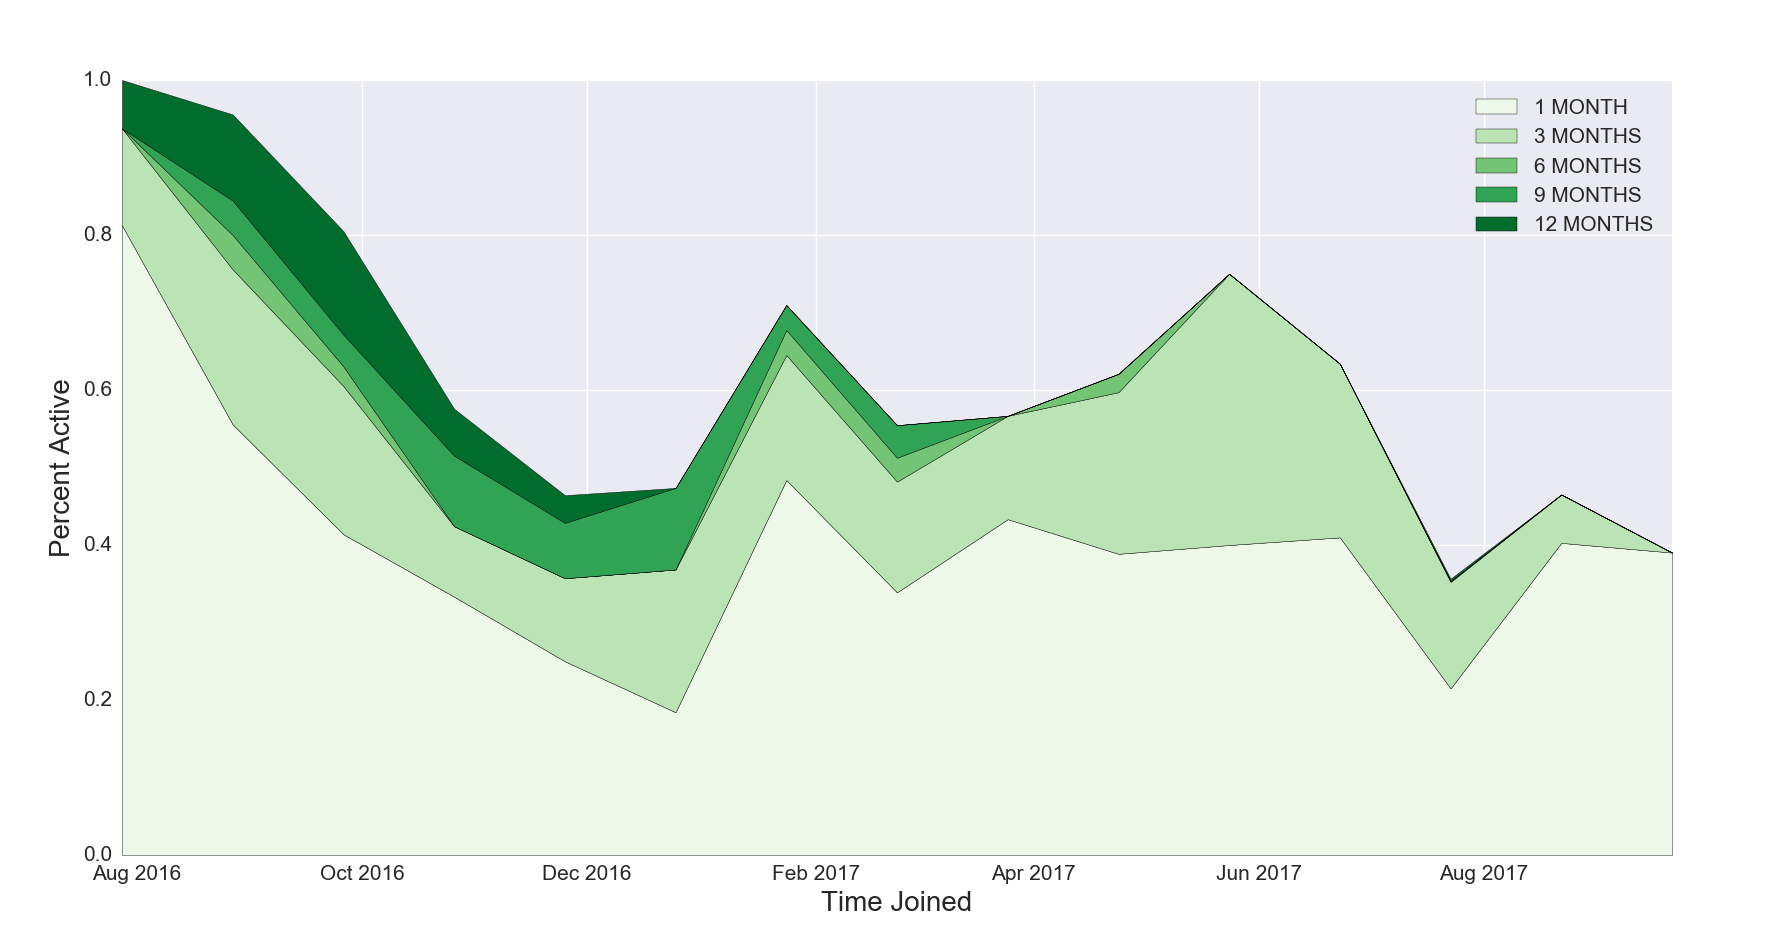 1.0
0.8
0.6
0.4
0.2
0.0
Percent Active
1 MONTH
3 MONTHS
6 MONTHS
9 MONTHS
12 MONTHS
Aug 2016 Oct 2016 Dec 2016 Feb 2017 Apr 2017 Jun 2017 Aug 2017
Time Joined